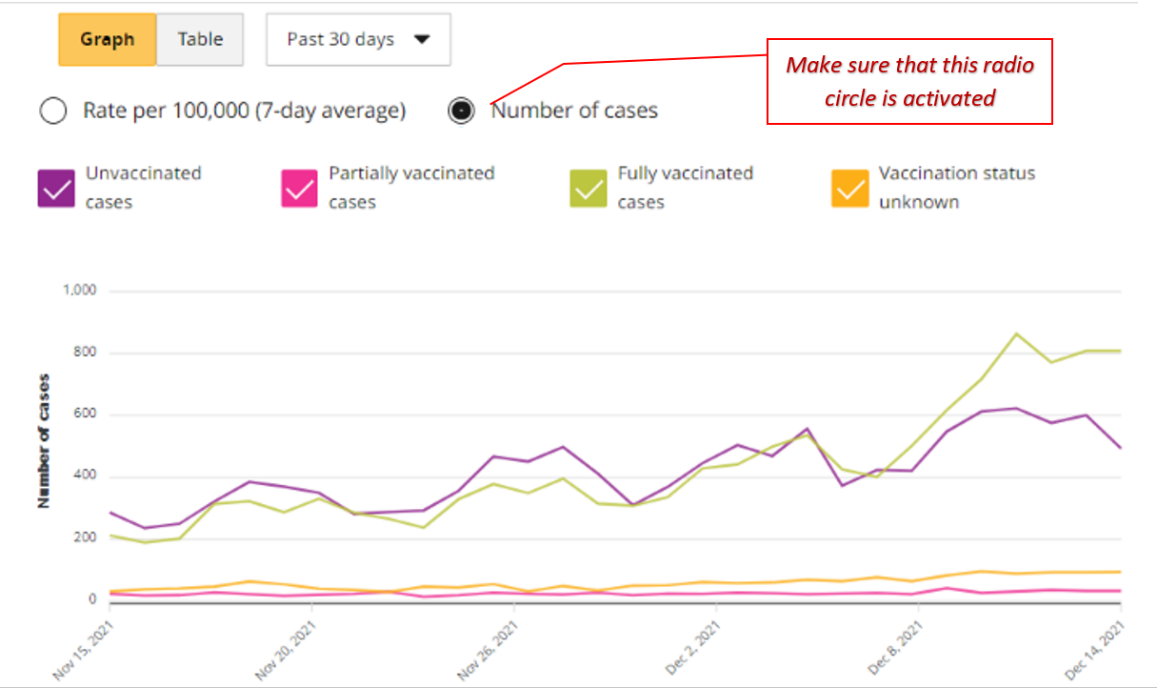 Graph
Table
Past 30 days
Make sure that this radio
circle is activated
Rate per 100,000 (7-day average)
Number of cases
Unvaccinated
cases
Partially vaccinated
cases
Fully vaccinated
cases
Vaccination status
unknown
1,000
800
600
400
200
0
Number of cases
Nov 15, 2021
Nov 20, 2021
Nov 26, 2021
Dec 2, 2021
Dec 8, 2021
Dec 14, 2021